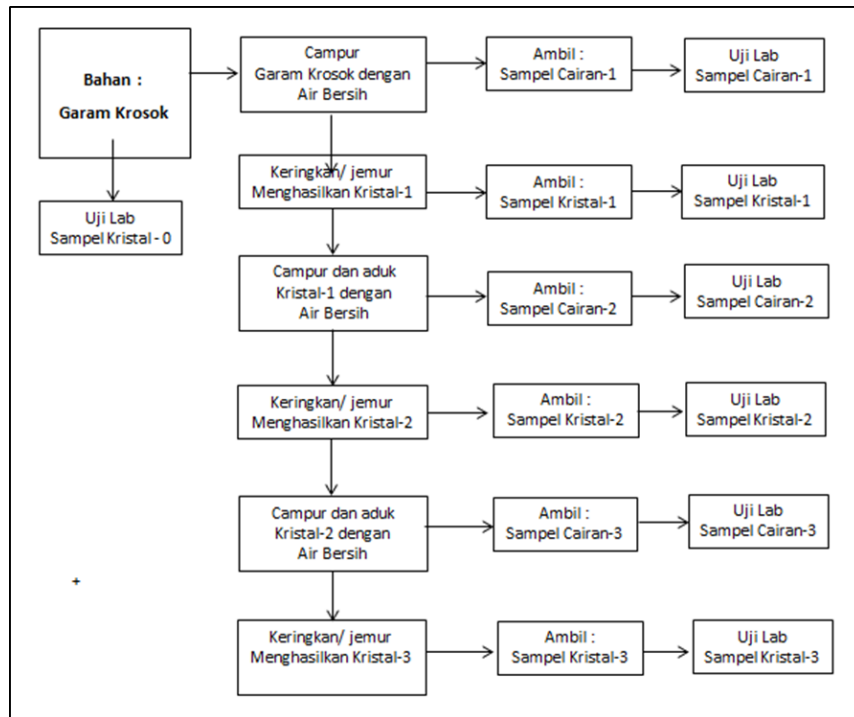 Bahan :
Garam Krosok
Campur
Garam Krosok dengan
Air Bersih
Ambil :
Sampel Cairan-1
Uji Lab
Sampel Cairan-1
Uji Lab
Sampel Kristal - 0
Keringkan/ jemur
Menghasilkan Kristal-1
Ambil :
Sampel Kristal-1
Uji Lab
Sampel Kristal-1
Campur dan aduk
Kristal-1 dengan
Air Bersih
Ambil :
Sampel Cairan-2
Uji Lab
Sampel Cairan-2
Keringkan/ jemur
Menghasilkan Kristal-2
Ambil :
Sampel Kristal-2
Uji Lab
Sampel Kristal-2
Campur dan aduk
Kristal-2 dengan
Air Bersih
Ambil :
Sampel Cairan-3
Uji Lab
Sampel Cairan-3
+
Keringkan/ jemur
Menghasilkan Kristal-3
Ambil :
Sampel Kristal-3
Uji Lab
Sampel Kristal-3